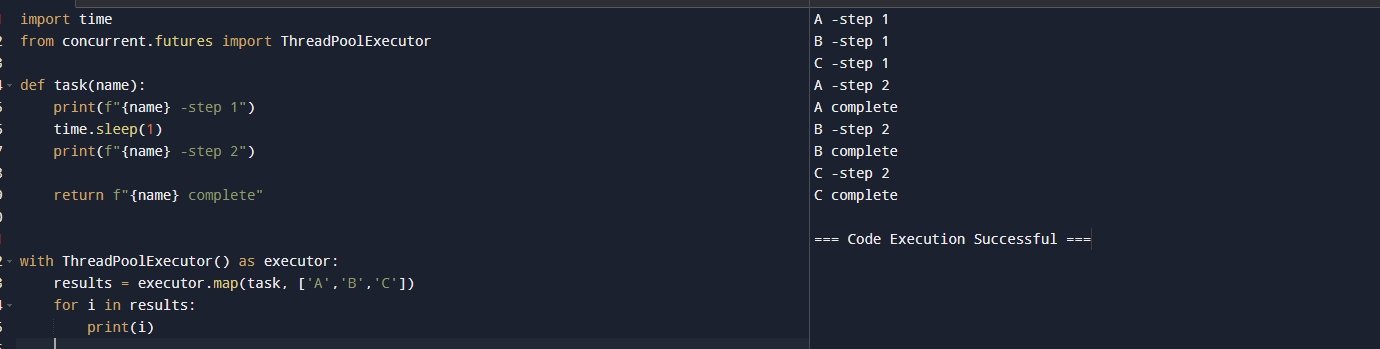 import time
from concurrent.futures import ThreadPoolExecutor
def task(name):
print(f"{name} -step 1")
time.sleep(1)
print(f"{name} -step 2")
return f"{name} complete"
with ThreadPoolExecutor() as executor:
results = executor.map(task, ['A','B','C'])
for i in results:
print(i)
A -step 1
B -step 1
C -step 1
A -step 2
A complete
B -step 2
B complete
C -step 2
C complete
=== Code Execution Successful ===